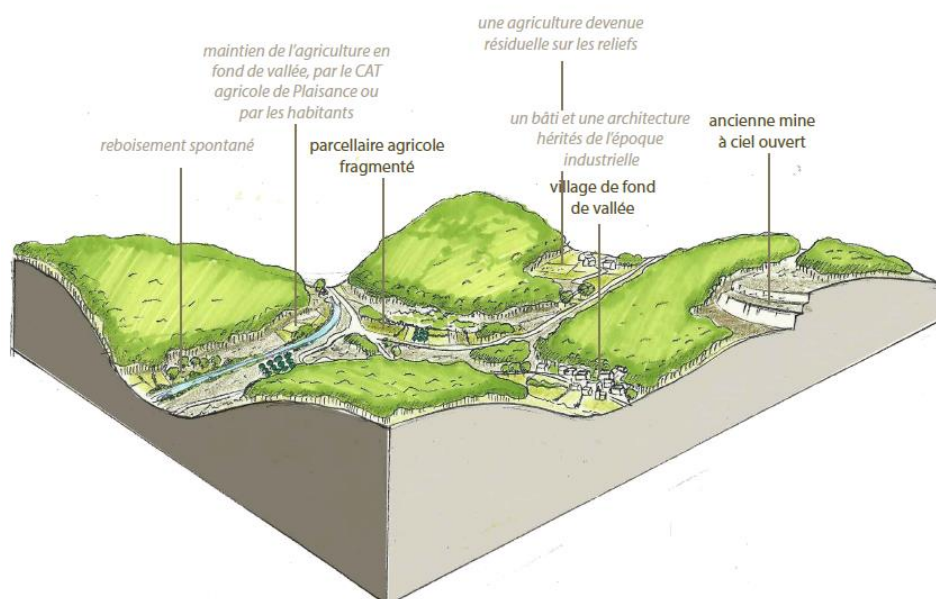 une agriculture devenue
résiduelle sur les reliefs
maintien de l'agriculture en
fond de vallée, par le CAT
agricole de Plaisance ou
par les habitants
un bâti et une architecture
hérités de l'époque
industrielle
ancienne mine
à ciel ouvert
reboisement spontané
parcellaire agricole
fragmenté
village de fond
de vallée